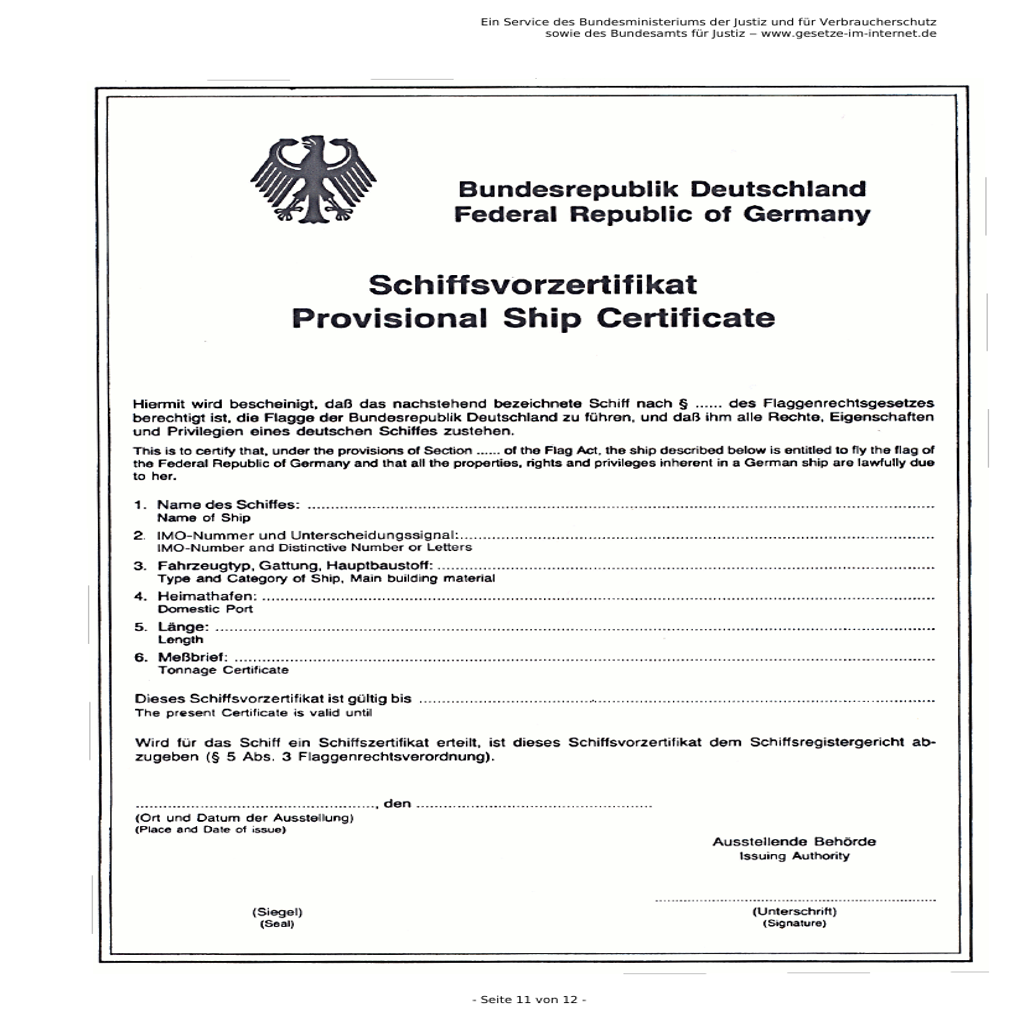 Ein Service des Bundesministeriums der Justiz und für Verbraucherschutz
sowie des Bundesamts für Justiz – www.gesetze-im-internet.de
Bundesrepublik Deutschland
Federal Republic of Germany
Schiffsvorzertifikat
Provisional Ship Certificate
Hiermit wird bescheinigt, daß das nachstehend bezeichnete Schiff nach § ...... des Flaggenrechtsgesetzes
berechtigt ist, die Flagge der Bundesrepublik Deutschland zu führen, und daß ihm alle Rechte, Eigenschaften
und Privilegien eines deutschen Schiffes zustehen.
This is to certify that, under the provisions of Section ...... of the Flag Act, the ship described below is entitled to fly the flag of
the Federal Republic of Germany and that all the properties, rights and privileges inherent in a German ship are lawfully due
to her.
1. Name des Schiffes: ........................................
Name of Ship
2. IMO-Nummer und Unterscheidungssignal:........................................
IMO-Number and Distinctive Number or Letters
3. Fahrzeugtyp, Gattung, Hauptbaustoff: ........................................
Type and Category of Ship, Main building material
4. Heimathafen: ........................................
Domestic Port
5. Länge: ........................................
Length
6. Meßbrief: ........................................
Tonnage Certificate
Dieses Schiffsvorzertifikat ist gültig bis ........................................
The present Certificate is valid until
Wird für das Schiff ein Schiffszertifikat erteilt, ist dieses Schiffsvorzertifikat dem Schiffsregistergericht ab-
zugeben (§ 5 Abs. 3 Flaggenrechtsverordnung).
........................................, den ........................................
(Ort und Datum der Ausstellung)
(Place and Date of issue)
Ausstellende Behörde
Issuing Authority
........................................
(Siegel) (Unterschrift)
(Seal) (Signature)
- Seite 11 von 12 -